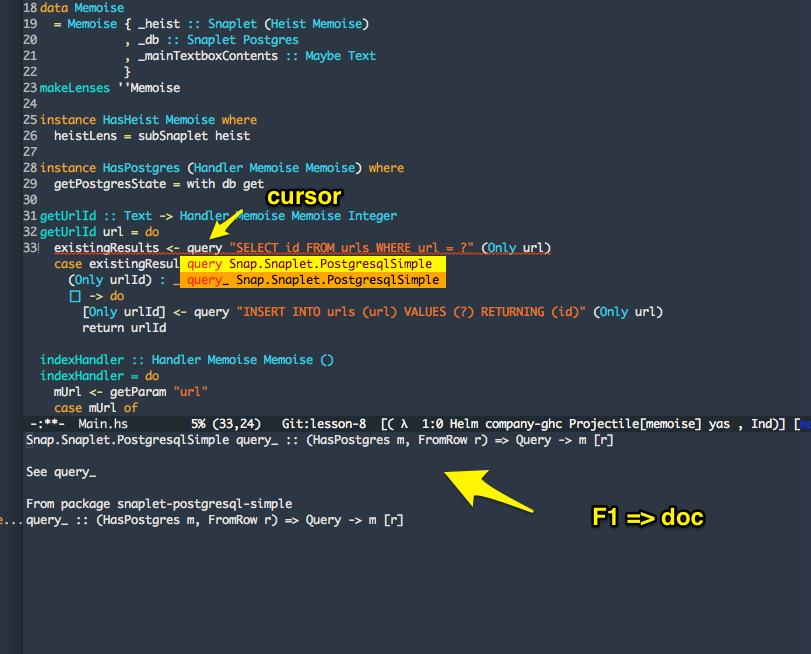 18 data Memoise
19   = Memoise { _heist :: Snaplet (Heist Memoise)
20             , _db :: Snaplet Postgres
21             , _mainTextboxContents :: Maybe Text
22             }
23 makeLenses ''Memoise
24
25 instance HasHeist Memoise where
26   heistLens = subSnaplet heist
27
28 instance HasPostgres (Handler Memoise Memoise) where
29   getPostgresState = with db get
30
cursor
31 getUrlId :: Text -> Handler Memoise Memoise Integer
32 getUrlId url = do
33!   existingResults <- query "SELECT id FROM urls WHERE url = ?" (Only url)
  case existingResul
query Snap.Snaplet.PostgresqlSimple
    (Only urlId) : _
query_ Snap.Snaplet.PostgresqlSimple
    [] -> do
      [Only urlId] <- query "INSERT INTO urls (url) VALUES (?) RETURNING (id)" (Only url)
      return urlId
indexHandler :: Handler Memoise Memoise ()
indexHandler = do
  mUrl <- getParam "url"
  case mUrl of
-:**-  Main.hs        5% (33,24)   Git:lesson-8  [( λ  1:0 Helm company-ghc Projectile[memoise] yas , Ind)] [
Snap.Snaplet.PostgresqlSimple query_ :: (HasPostgres m, FromRow r) => Query -> m [r]
See query_
From package snaplet-postgresql-simple
F1 => doc
e...query_ :: (HasPostgres m, FromRow r) => Query -> m [r]